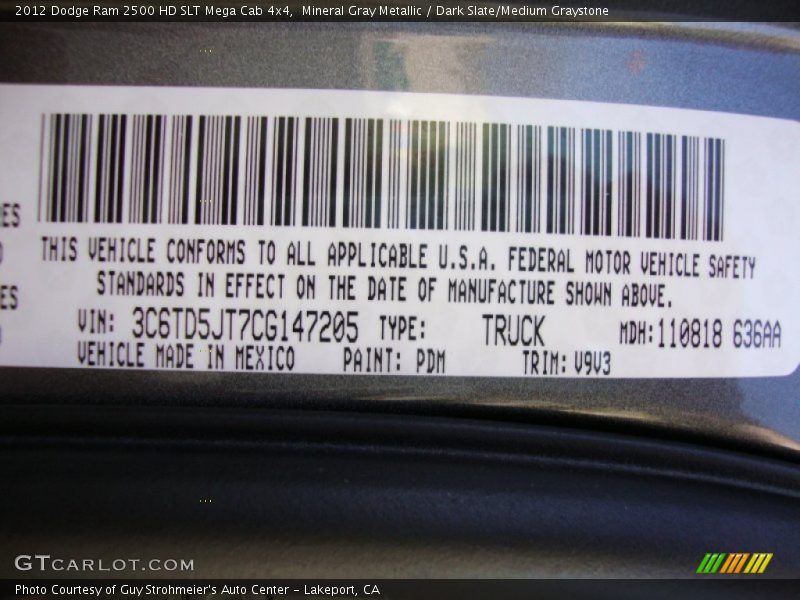 2012 Dodge Ram 2500 HD SLT Mega Cab 4x4,  Mineral Gray Metallic / Dark Slate/Medium Graystone
ES
ES
THIS VEHICLE CONFORMS TO ALL APPLICABLE U.S.A. FEDERAL MOTOR VEHICLE SAFETY
STANDARDS IN EFFECT ON THE DATE OF MANUFACTURE SHOWN ABOVE.
VIN: 3C6TD5JT7CG147205 TYPE: TRUCK MDH:110818 636AA
VEHICLE MADE IN MEXICO PAINT: PDM TRIM: V9V3
GTCARLOT.COM
Photo Courtesy of Guy Strohmeier's Auto Center - Lakeport, CA